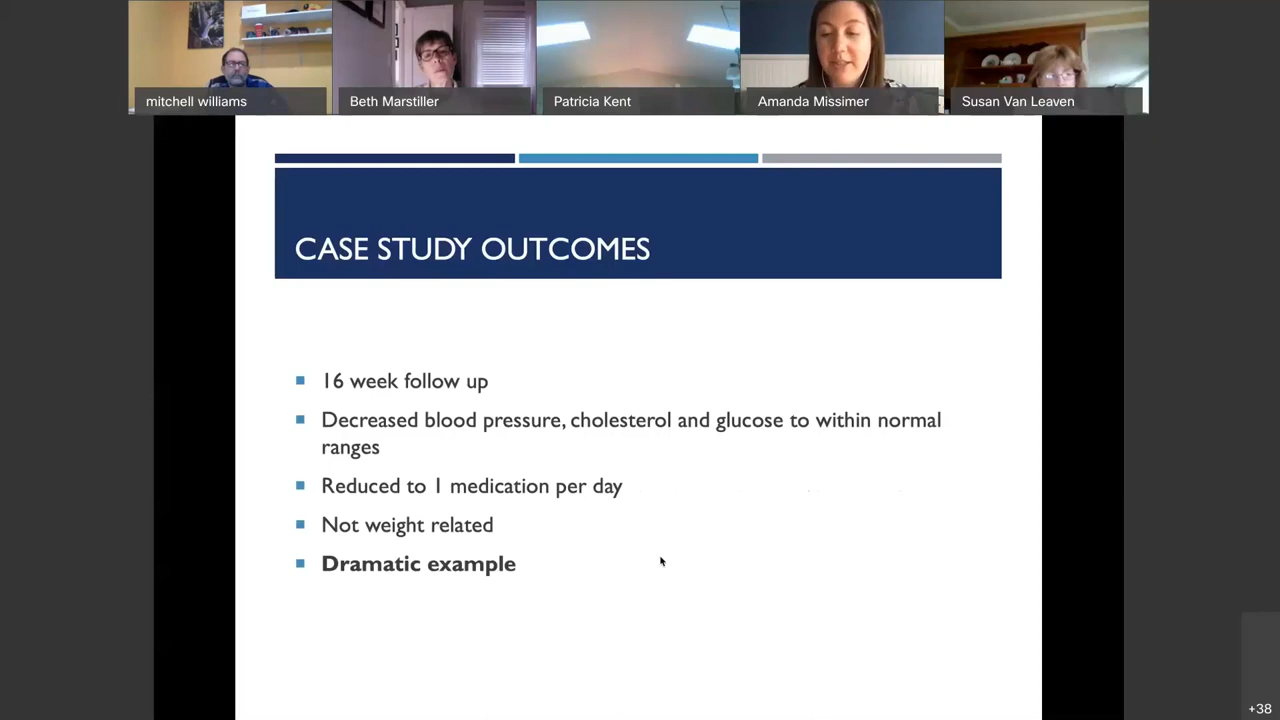 mitchell williams
Beth Marstiller
Patricia Kent
Amanda Missimer
Susan Van Leaven
CASE STUDY OUTCOMES
16 week follow up
Decreased blood pressure, cholesterol and glucose to within normal
ranges
Reduced to 1 medication per day
Not weight related
Dramatic example
+38